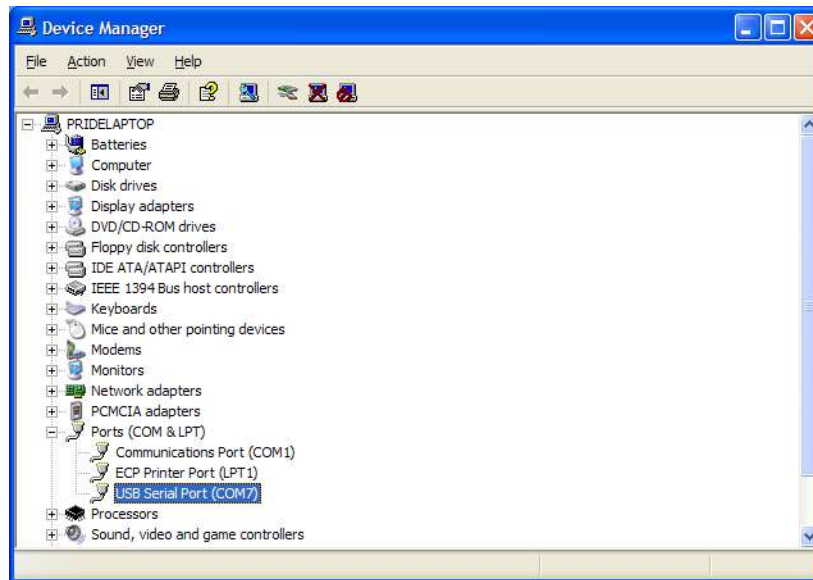 Device Manager
File Action View Help
PRIDELAPTOP
Batteries
Computer
Disk drives
Display adapters
DVD/CD-ROM drives
Floppy disk controllers
IDE ATA/ATAPI controllers
IEEE 1394 Bus host controllers
Keyboards
Mice and other pointing devices
Modems
Monitors
Network adapters
PCMCIA adapters
Ports (COM & LPT)
Communications Port (COM1)
ECP Printer Port (LPT1)
USB Serial Port (COM7)
Processors
Sound, video and game controllers